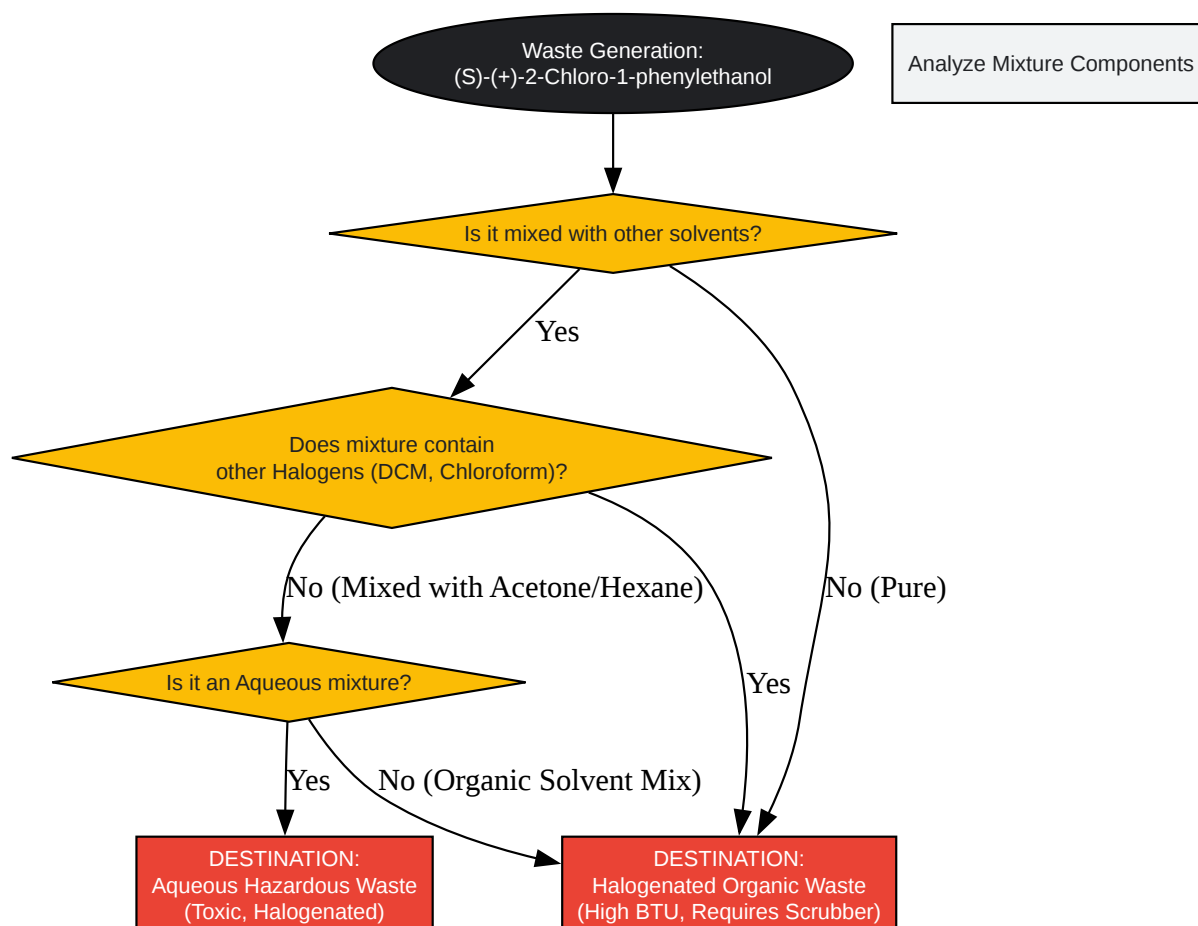 Waste Generation:
(S)-(+)-2-Chloro-1-phenylethanol
Analyze Mixture Components
Is it mixed with other solvents?
Yes
Does mixture contain
other Halogens (DCM, Chloroform)?
No (Mixed with Acetone/Hexane)
No (Pure)
Is it an Aqueous mixture?
Yes
Yes
No (Organic Solvent Mix)
DESTINATION:
Aqueous Hazardous Waste
(Toxic, Halogenated)
DESTINATION:
Halogenated Organic Waste
(High BTU, Requires Scrubber)